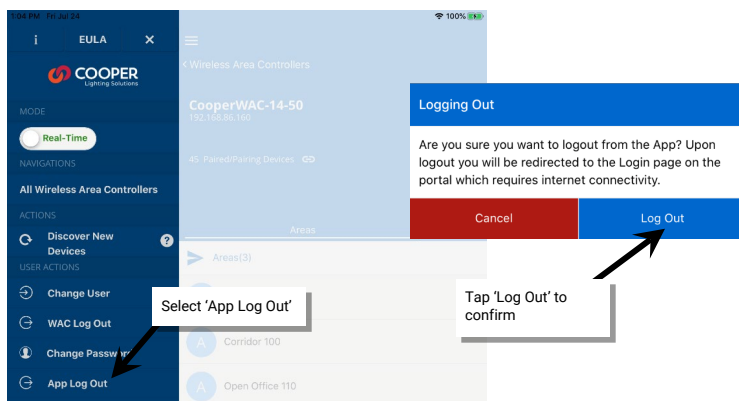 1:04 PM Fri Jul 24
100%
i EULA ×
COOPER
Lighting Solutions
MODE
Real-Time
NAVIGATIONS
All Wireless Area Controllers
ACTIONS
Discover New
Devices
?
USER ACTIONS
Change User
WAC Log Out
Change Password
App Log Out
< Wireless Area Controllers
CooperWAC-14-50
192.168.86.160
45 Paired/Pairing Devices
Areas
Areas(3)
A Corridor 100
A Open Office 110
Select ‘App Log Out’
Logging Out
Are you sure you want to logout from the App? Upon
logout you will be redirected to the Login page on the
portal which requires internet connectivity.
Cancel
Log Out
Tap ‘Log Out’ to
confirm